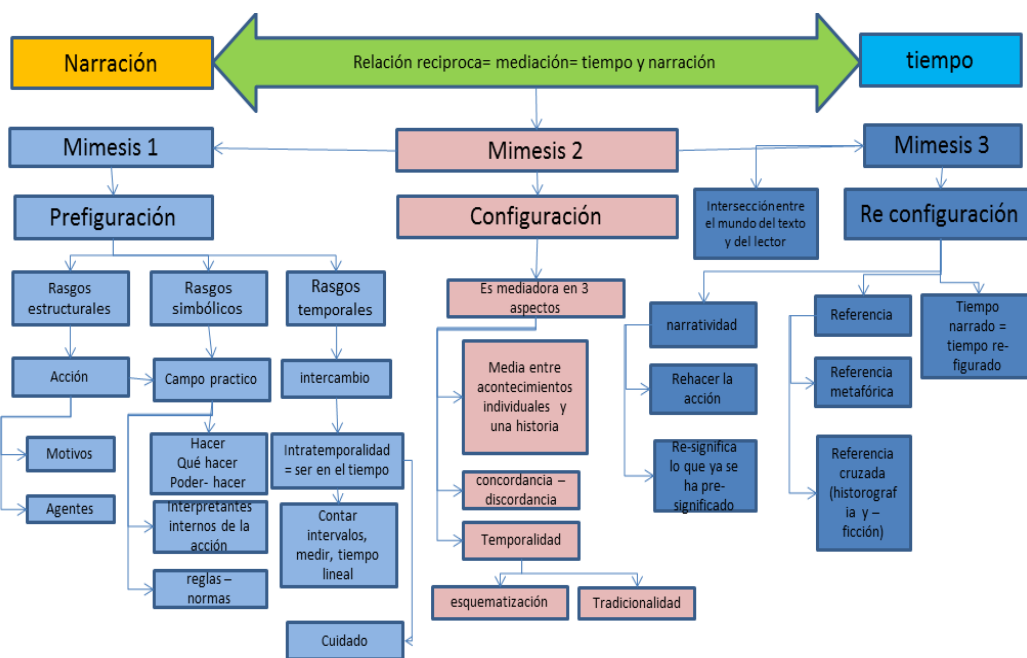 Narración
Relación reciproca= mediación= tiempo y narración
tiempo
Mimesis 1
Mimesis 2
Mimesis 3
Prefiguración
Configuración
Intersección entre
el mundo del texto
y del lector
Re configuración
Rasgos
estructurales
Rasgos
simbólicos
Rasgos
temporales
Es mediadora en 3
aspectos
narratividad
Referencia
Tiempo
narrado =
tiempo re-
figurado
Acción
Campo practico
intercambio
Media entre
acontecimientos
individuales y
una historia
Rehacer la
acción
Referencia
metafórica
Motivos
Agentes
Hacer
Qué hacer
Poder- hacer
Interpretantes
internos de la
acción
reglas –
normas
Intratemporalidad
= ser en el tiempo
Contar
intervalos,
medir, tiempo
lineal
Cuidado
concordancia –
discordancia
Temporalidad
esquematización
Tradicionalidad
Re-significa
lo que ya se
ha pre-
significado
Referencia
cruzada
(historograf
ia y –
ficción)